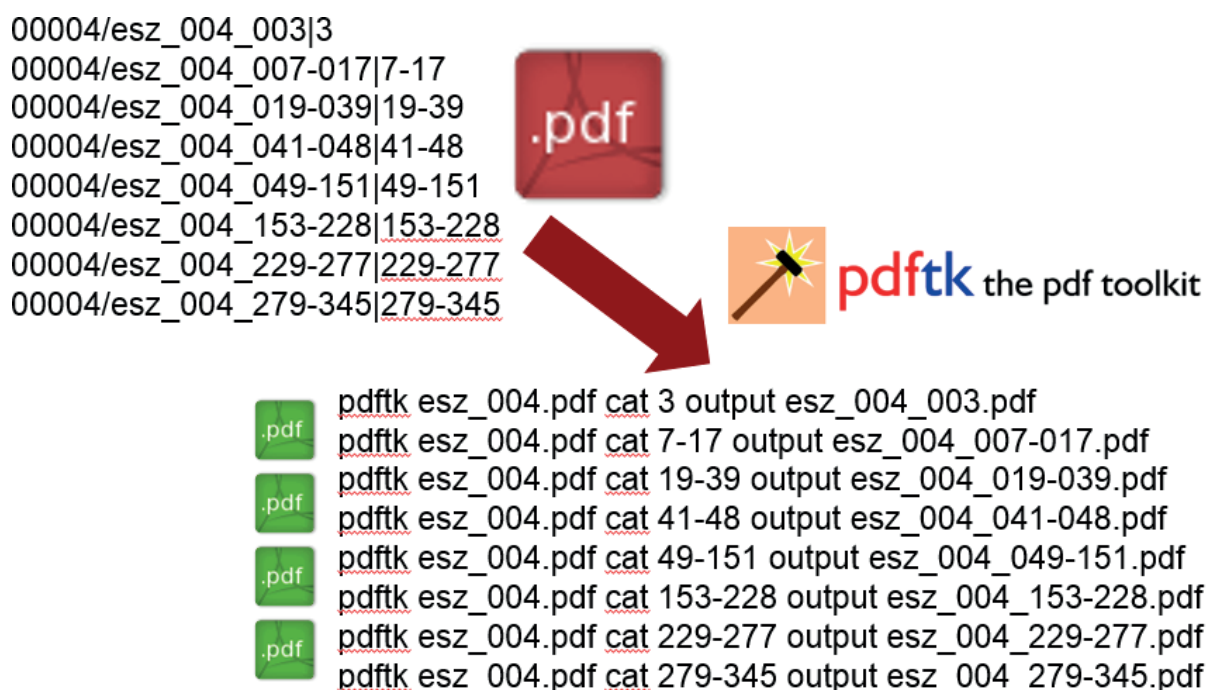 00004/esz_004_003|3
00004/esz_004_007-017|7-17
00004/esz_004_019-039|19-39
00004/esz_004_041-048|41-48
00004/esz_004_049-151|49-151
00004/esz_004_153-228|153-228
00004/esz_004_229-277|229-277
00004/esz_004_279-345|279-345
.pdf
pdftk the pdf toolkit
.pdf
.pdf
.pdf
.pdf
pdftk esz_004.pdf cat 3 output esz_004_003.pdf
pdftk esz_004.pdf cat 7-17 output esz_004_007-017.pdf
pdftk esz_004.pdf cat 19-39 output esz_004_019-039.pdf
pdftk esz_004.pdf cat 41-48 output esz_004_041-048.pdf
pdftk esz_004.pdf cat 49-151 output esz_004_049-151.pdf
pdftk esz_004.pdf cat 153-228 output esz_004_153-228.pdf
pdftk esz_004.pdf cat 229-277 output esz_004_229-277.pdf
pdftk esz_004.pdf cat 279-345 output esz_004_279-345.pdf